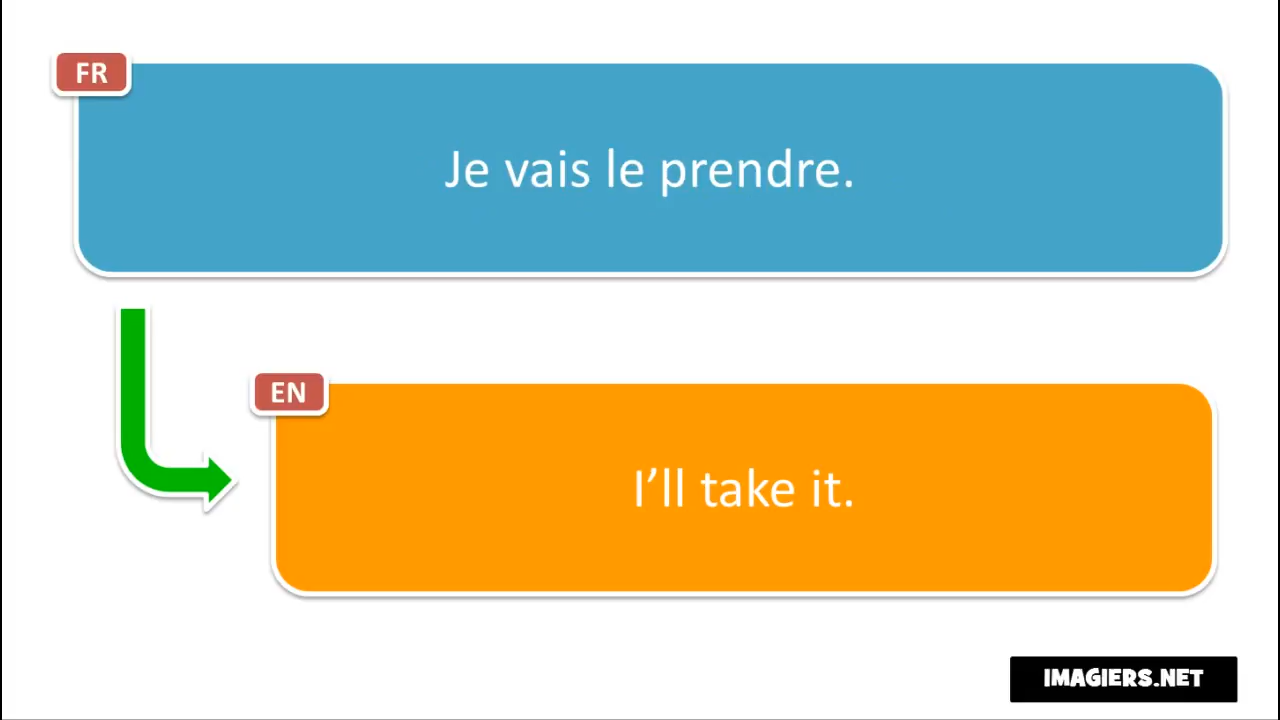 FR
Je vais le prendre.
EN
I’ll take it.
IMAGIERS.NET